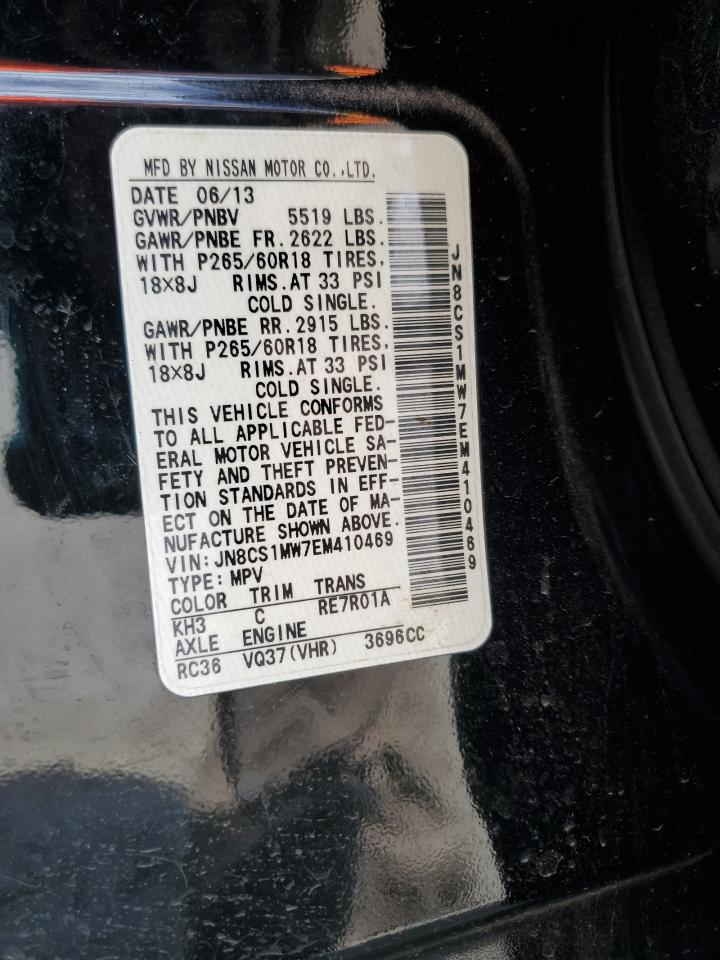 MFD BY NISSAN MOTOR CO.,LTD.
DATE 06/13
GVWR/PNBV 5519 LBS.
GAWR/PNBE FR. 2622 LBS.
WITH P265/60R18 TIRES,
18×8J RIMS.AT 33 PSI
COLD SINGLE.
GAWR/PNBE RR. 2915 LBS.
WITH P265/60R18 TIRES,
18×8J RIMS.AT 33 PSI
COLD SINGLE.
THIS VEHICLE CONFORMS
TO ALL APPLICABLE FED-
ERAL MOTOR VEHICLE SA-
FETY AND THEFT PREVEN-
TION STANDARDS IN EFF-
ECT ON THE DATE OF MA-
NUFACTURE SHOWN ABOVE.
VIN: JN8CS1MW7EM410469
TYPE: MPV
COLOR TRIM TRANS
KH3 C RE7R01A
AXLE ENGINE
RC36 VQ37(VHR) 3696CC
JN8CS1MW7EM410469